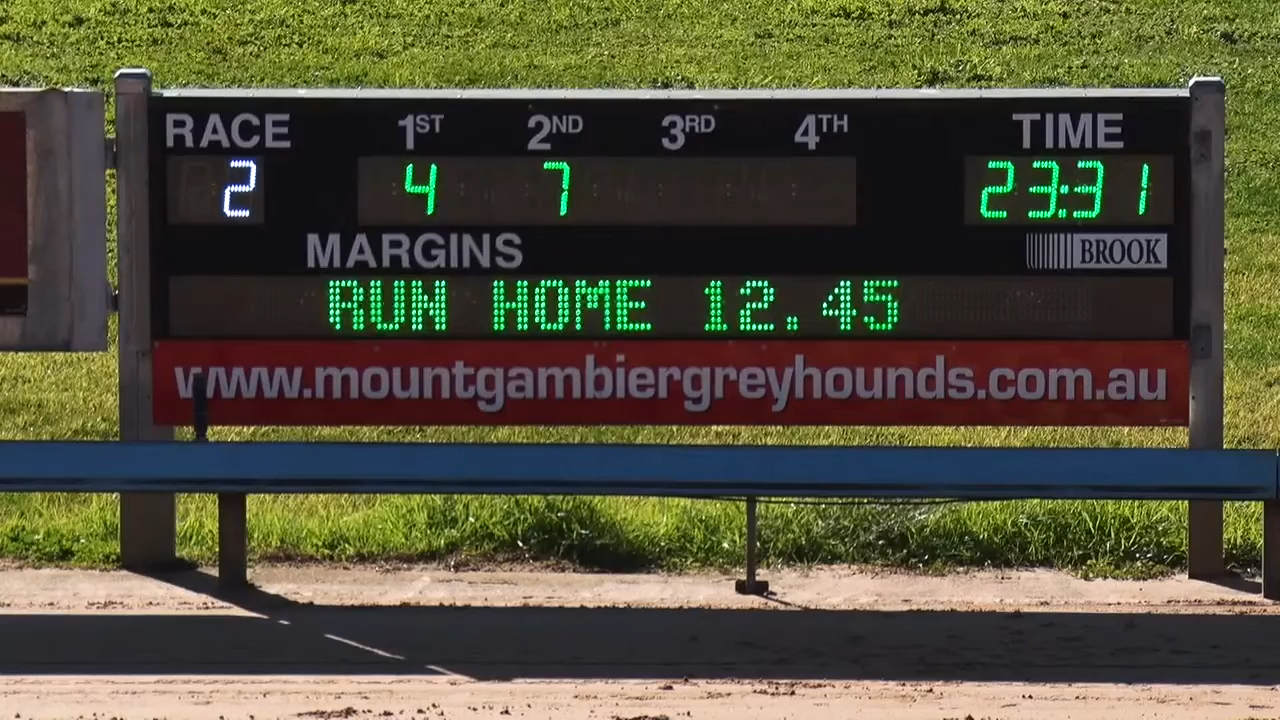 RACE 1ST 2ND 3RD 4TH TIME
2 4 7 23:31
MARGINS BROOK
RUN HOME 12.45
www.mountgambiergreyhounds.com.au